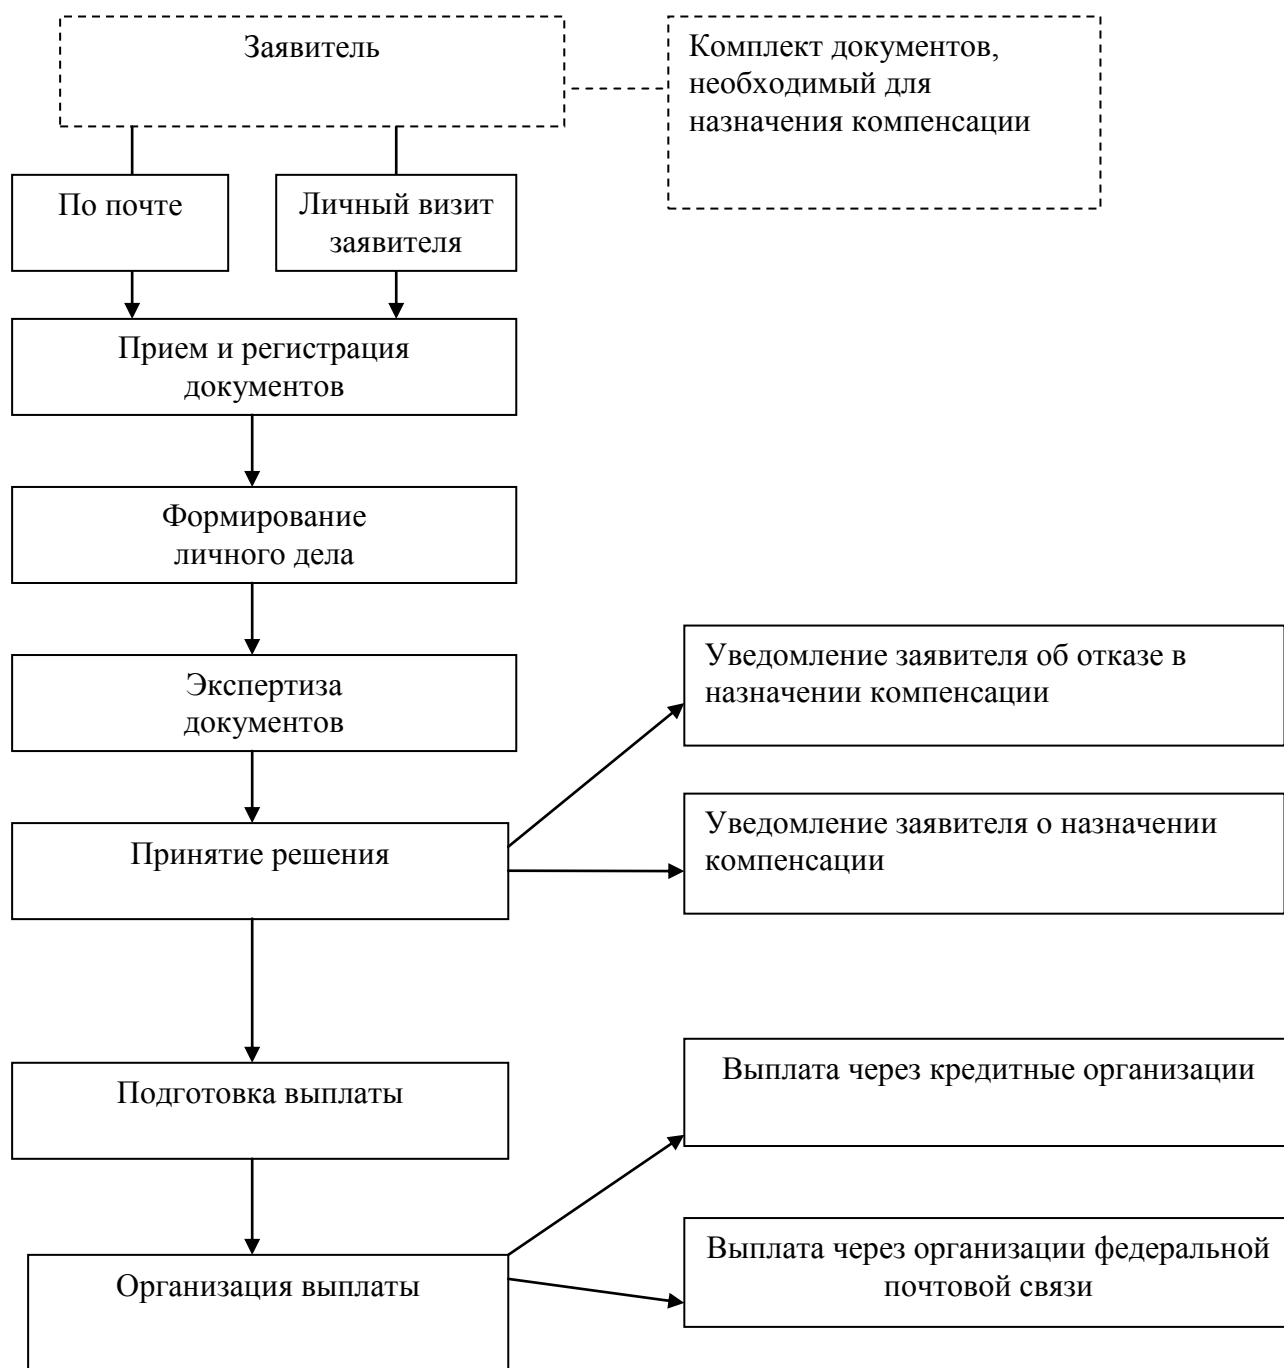 Заявитель
Комплект документов,
необходимый для
назначения компенсации
По почте
Личный визит
заявителя
Прием и регистрация
документов
Формирование
личного дела
Экспертиза
документов
Уведомление заявителя об отказе в
назначении компенсации
Принятие решения
Уведомление заявителя о назначении
компенсации
Подготовка выплаты
Выплата через кредитные организации
Организация выплаты
Выплата через организации федеральной
почтовой связи